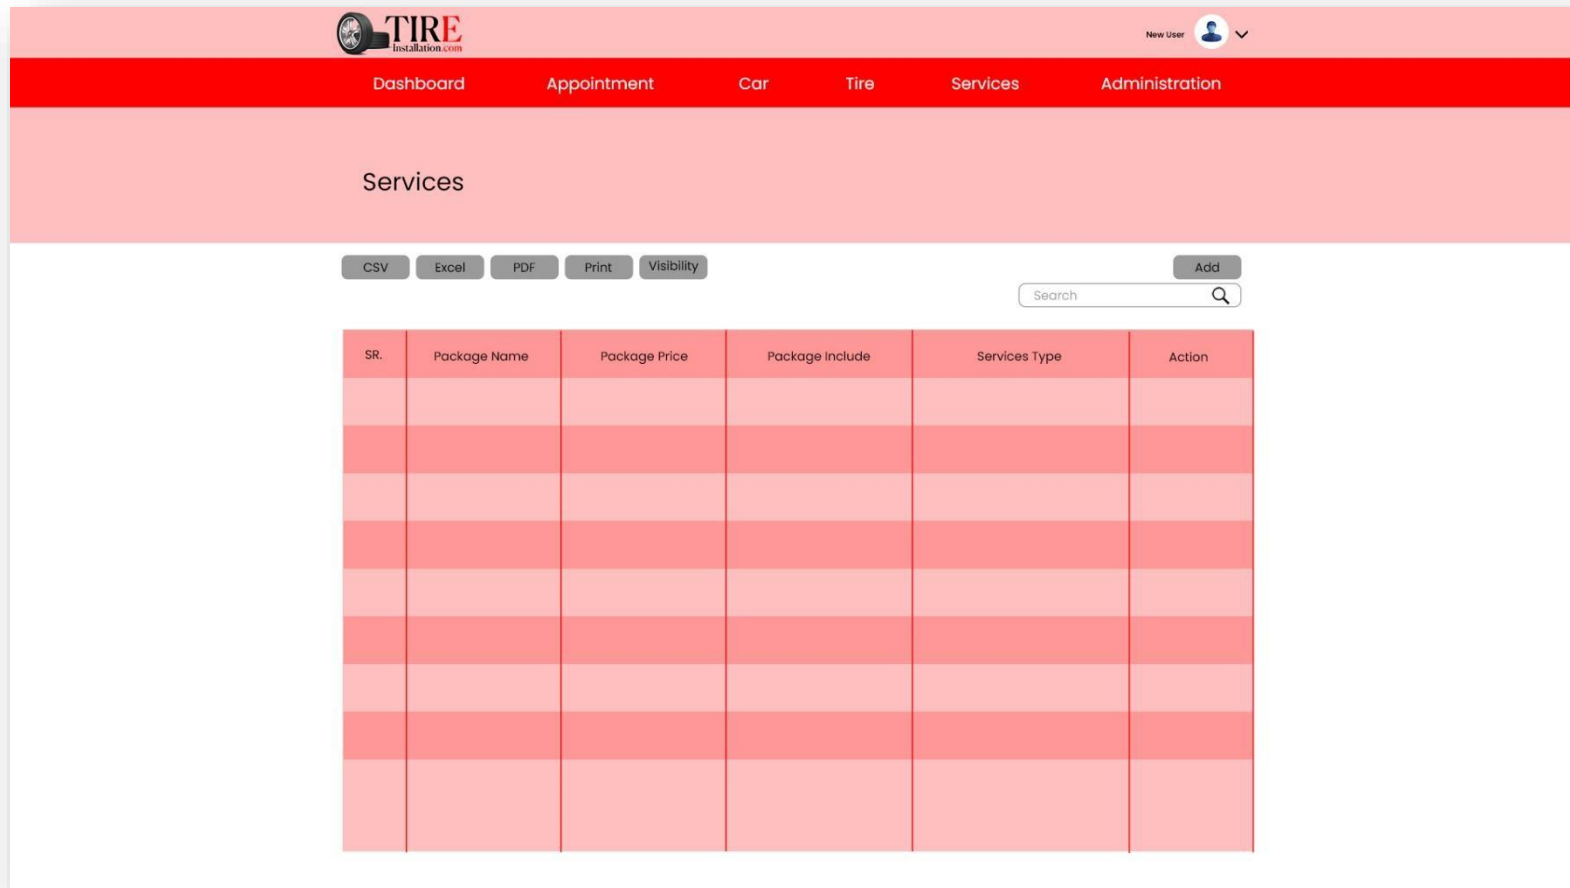 TIRE
Installation.com
New User
Dashboard Appointment Car Tire Services Administration
Services
CSV Excel PDF Print Visibility Add
Search
SR. Package Name Package Price Package Include Services Type Action